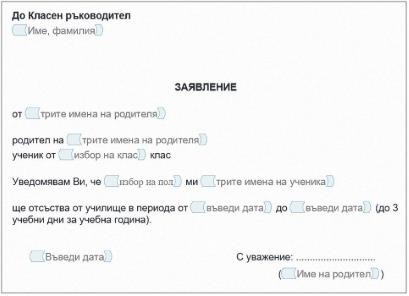 До Класен ръководител
Име, фамилия
ЗАЯВЛЕНИЕ
от трите имена на родителя
родител на трите имена на родителя
ученик от избор на клас клас
Уведомявам Ви, че избор на пол ми трите имена на ученика
ще отсъства от училище в периода от въведи дата до въведи дата (до 3
учебни дни за учебна година).
Въведи дата С уважение: ............................
( Име на родител )